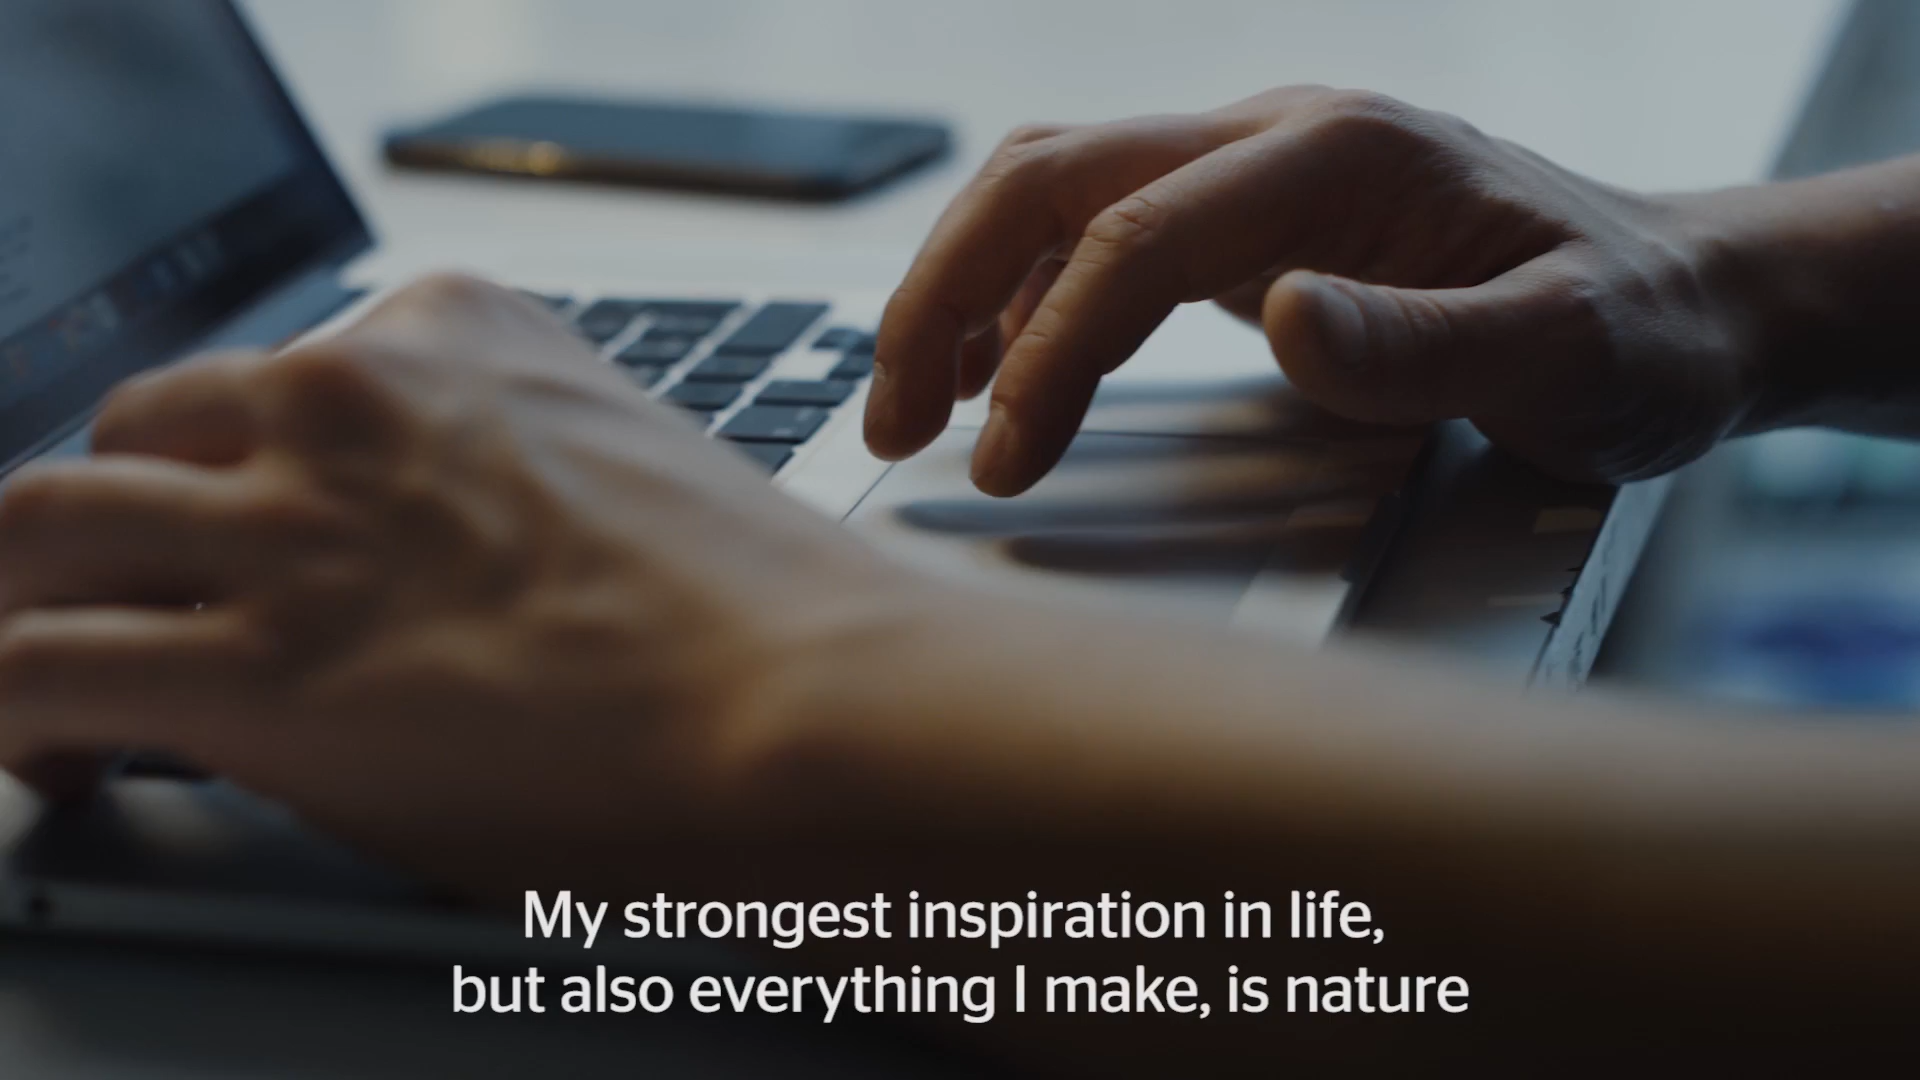 My strongest inspiration in life,
but also everything I make, is nature